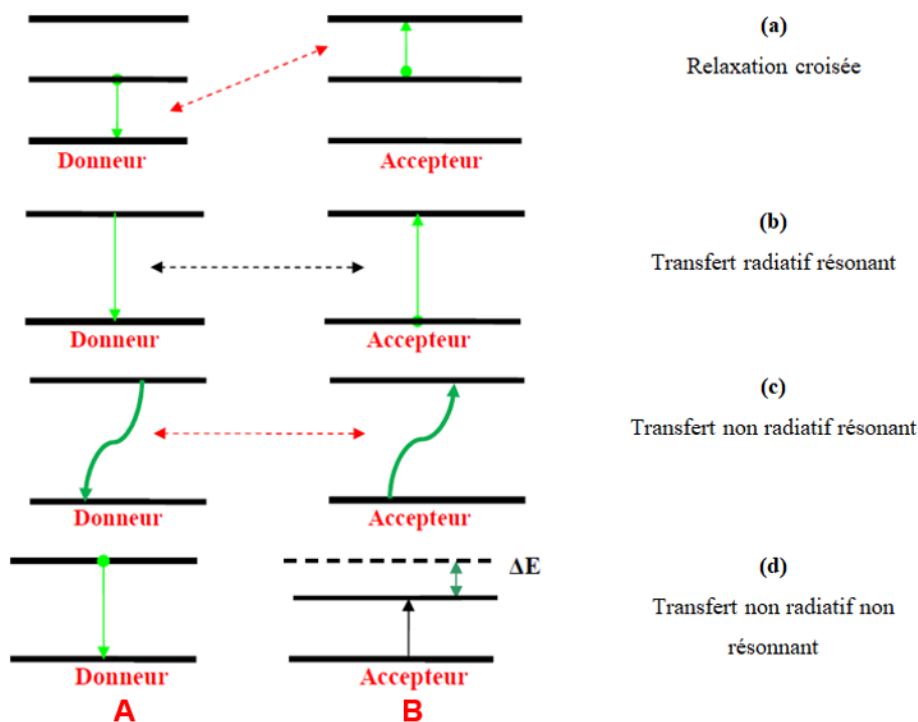 (a)
Relaxation croisée
Donneur
Accepteur
(b)
Transfert radiatif résonant
Donneur
Accepteur
(c)
Transfert non radiatif résonant
Donneur
Accepteur
ΔE
(d)
Transfert non radiatif non
résonnant
Donneur
Accepteur
A
B